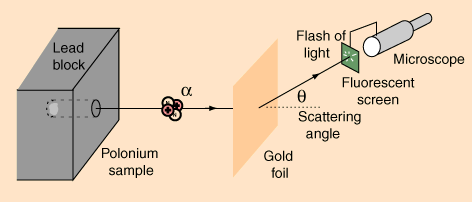 Lead
block
Polonium
sample
α
Gold
foil
θ
Scattering
angle
Flash of
light
Fluorescent
screen
Microscope